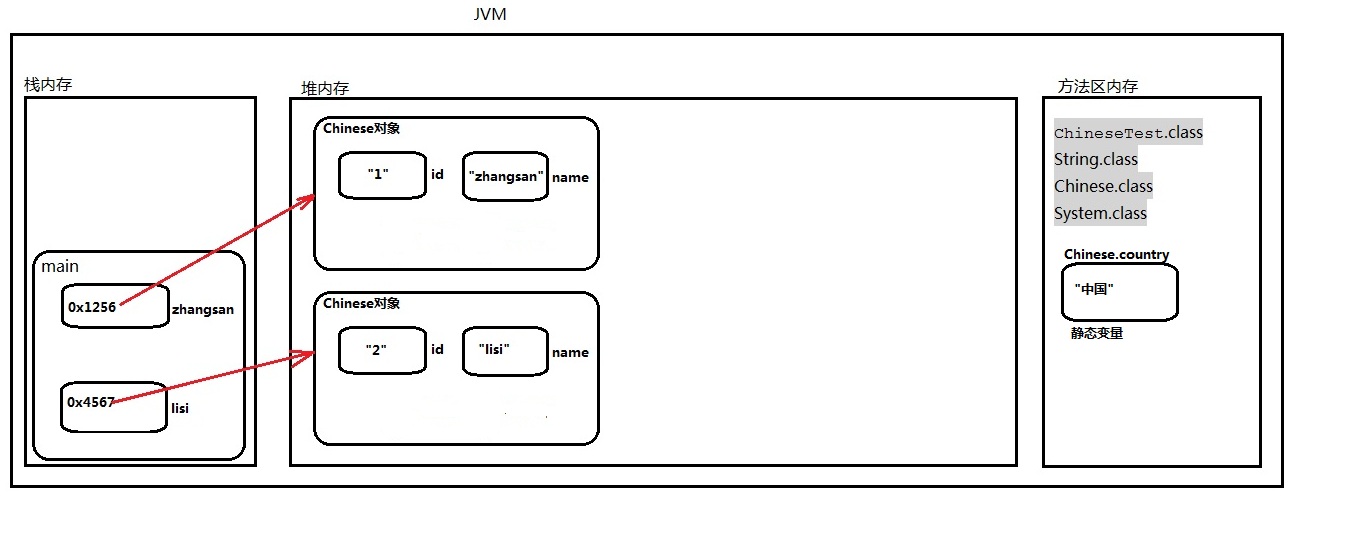 JVM
栈内存
main
0x1256
zhangsan
0x4567
lisi
堆内存
Chinese对象
"1"
id
"zhangsan"
name
Chinese对象
"2"
id
"lisi"
name
方法区内存
ChineseTest.class
String.class
Chinese.class
System.class
Chinese.country
"中国"
静态变量